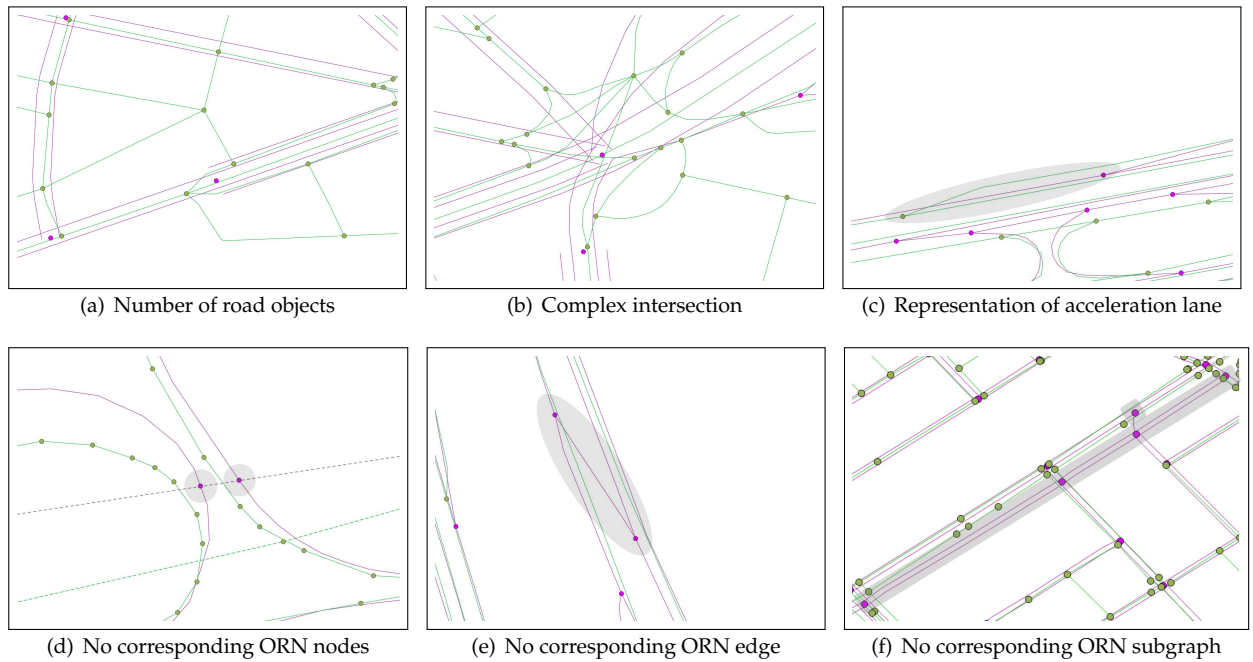 (a) Number of road objects
(b) Complex intersection
(c) Representation of acceleration lane
(d) No corresponding ORN nodes
(e) No corresponding ORN edge
(f) No corresponding ORN subgraph